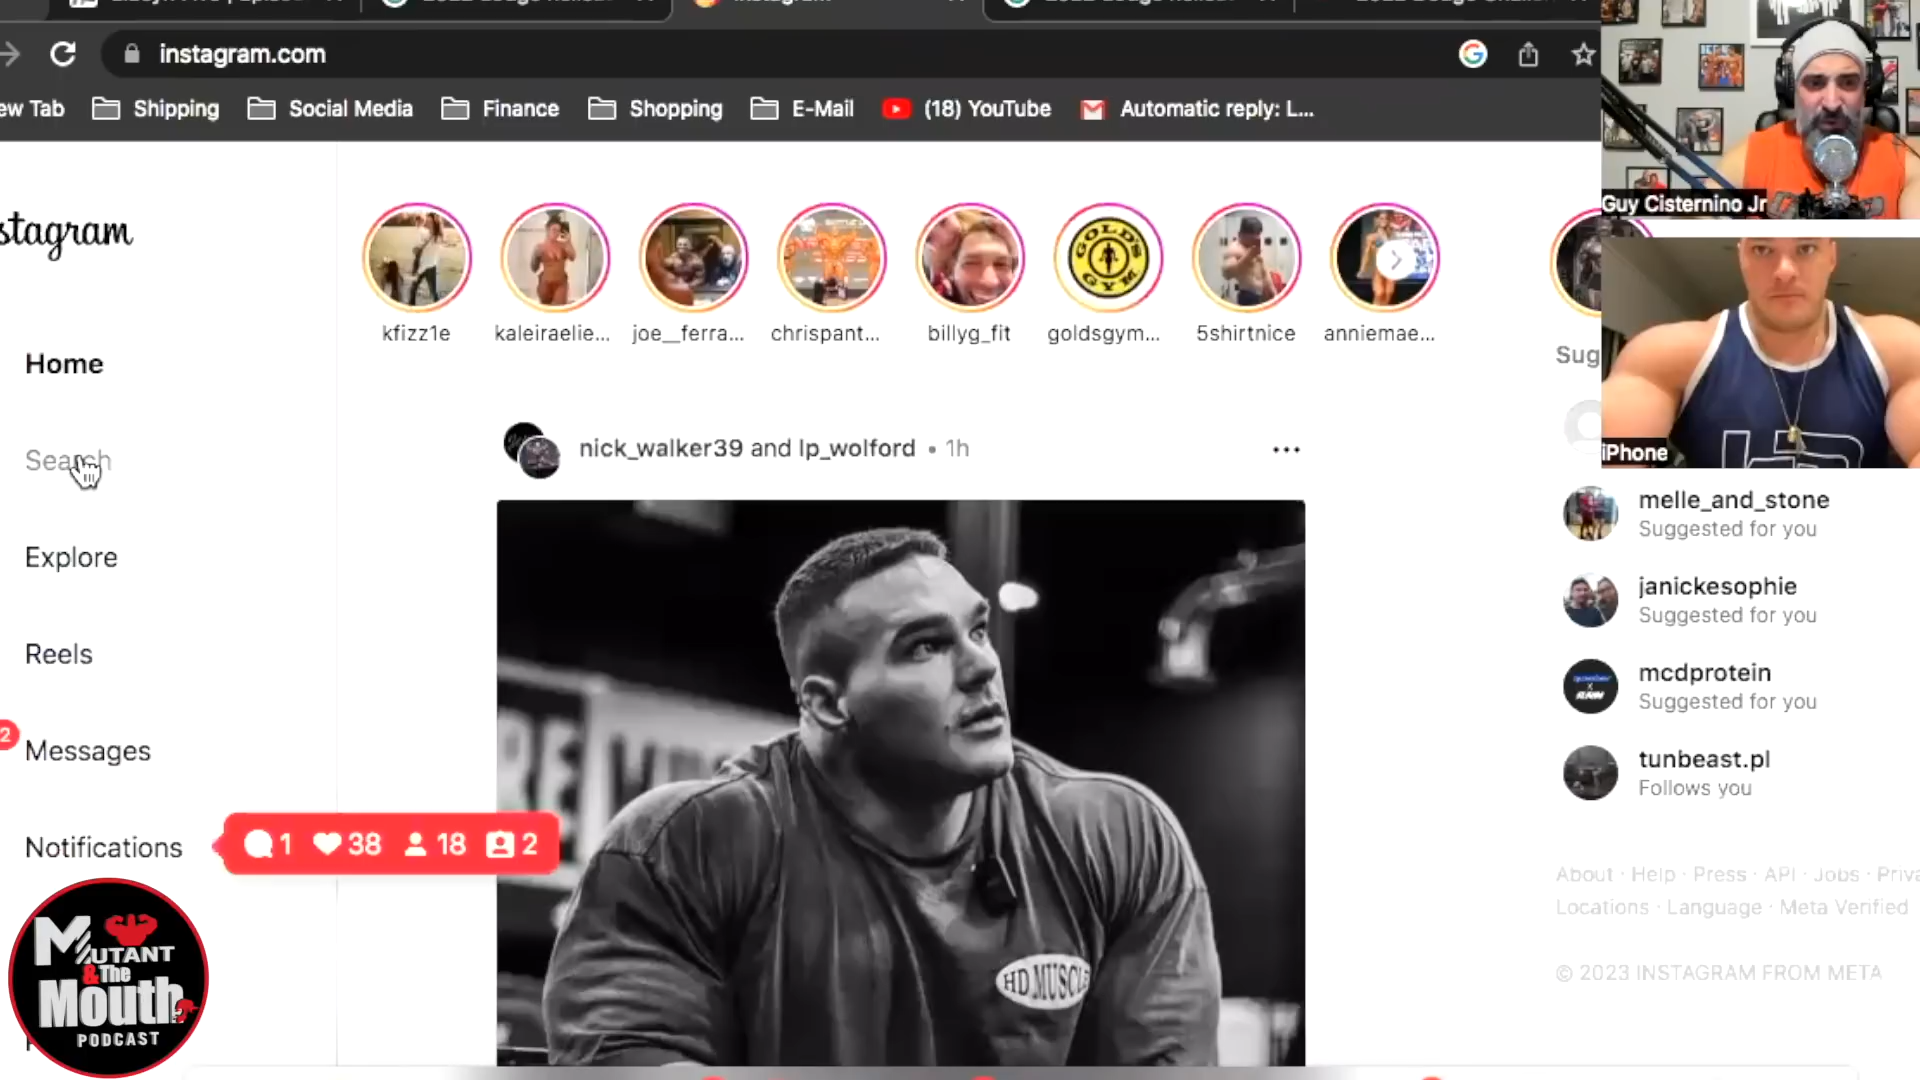 instagram.com
ew Tab Shipping Social Media Finance Shopping E-Mail (18) YouTube Automatic reply: L...
Guy Cisternino Jr
stagram
GOLD'S GYM
kfizz1e kaleiraelie... joe__ferra... chrispant... billyg_fit goldsgym... 5shirtnice anniemae...
Sug
Home
nick_walker39 and lp_wolford • 1h
iPhone
Search
melle_and_stone
Suggested for you
Explore
janickesophie
Suggested for you
Reels
mcdprotein
Suggested for you
2
Messages
tunbeast.pl
Follows you
Notifications
1 38 18 2
About · Help · Press · API · Jobs · Priva
Locations · Language · Meta Verified
© 2023 INSTAGRAM FROM META
HD MUSCLE
MUTANT
&The
Mouth
PODCAST